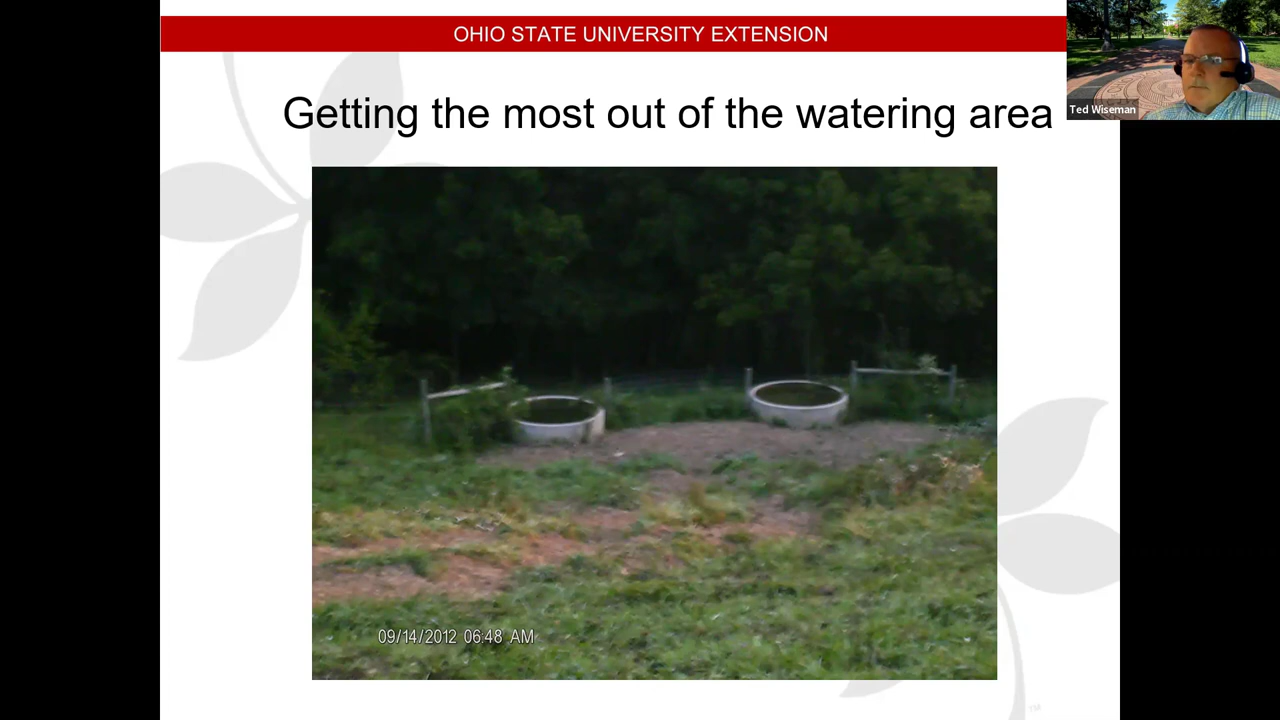 OHIO STATE UNIVERSITY EXTENSION
Ted Wiseman
Getting the most out of the watering area
09/14/2012 06:48 AM
TM